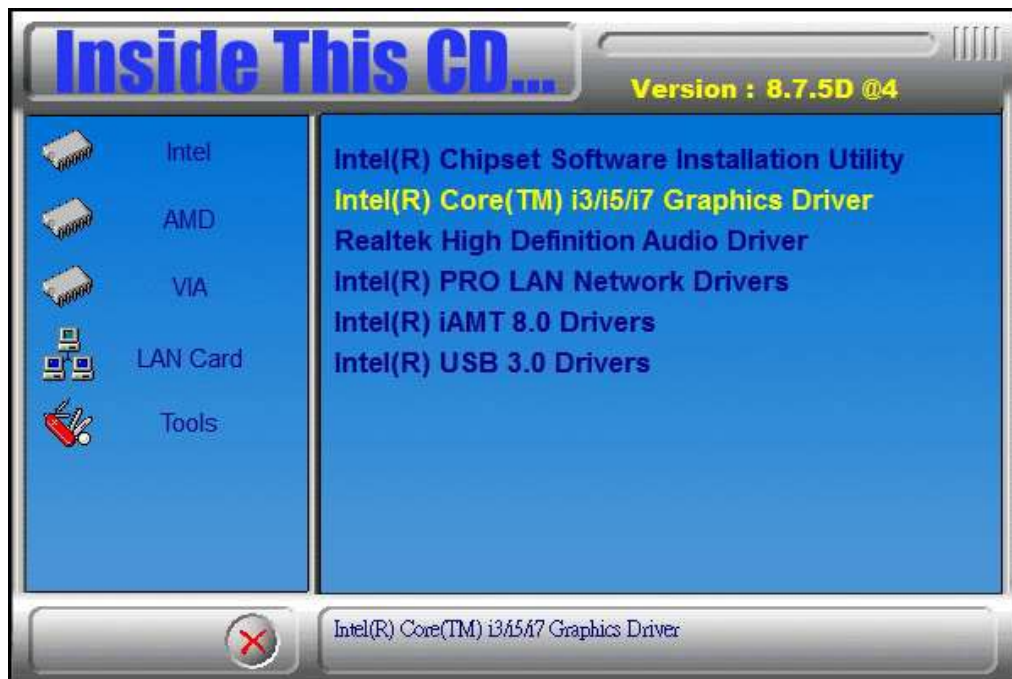 Inside This CD...
Version : 8.7.5D @4
Intel
AMD
VIA
LAN Card
Tools
Intel(R) Chipset Software Installation Utility
Intel(R) Core(TM) i3/i5/i7 Graphics Driver
Realtek High Definition Audio Driver
Intel(R) PRO LAN Network Drivers
Intel(R) iAMT 8.0 Drivers
Intel(R) USB 3.0 Drivers
Intel(R) Core(TM) i3/i5/i7 Graphics Driver